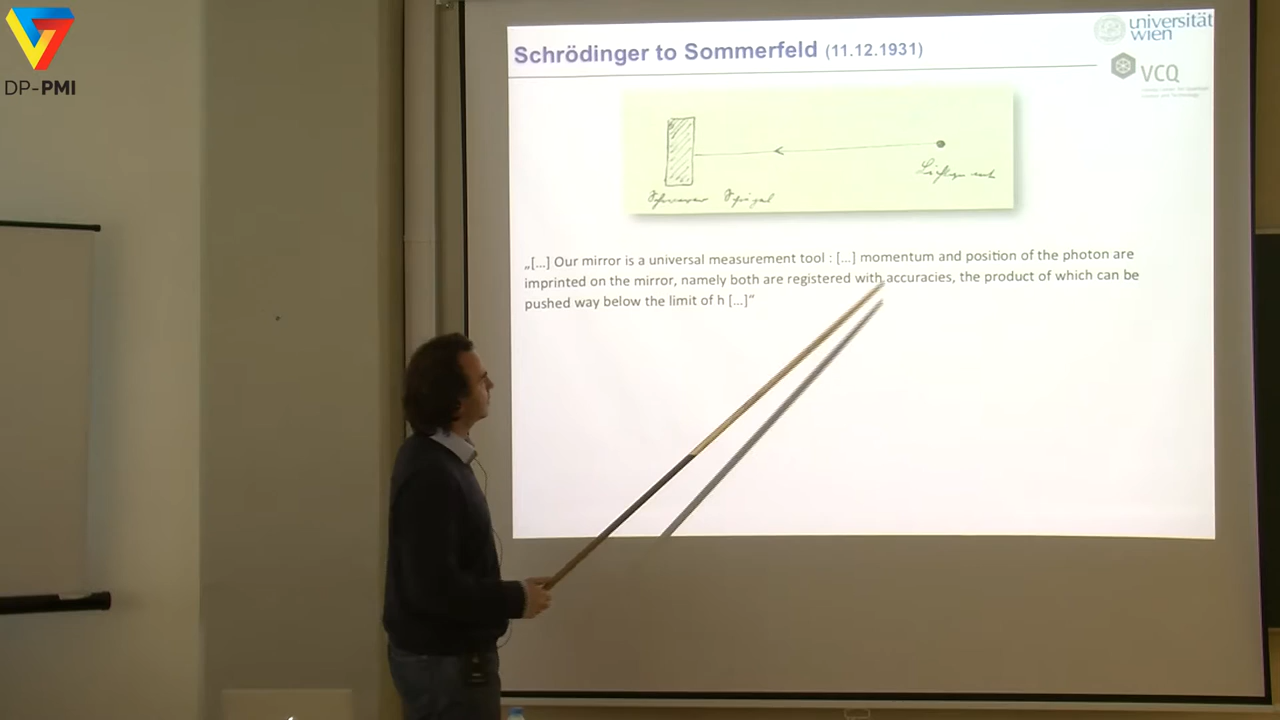 DP-PMI
universität
wien
VCQ
Schrödinger to Sommerfeld (11.12.1931)
Spiegel
„[...] Our mirror is a universal measurement tool : [...] momentum and position of the photon are
imprinted on the mirror, namely both are registered with accuracies, the product of which can be
pushed way below the limit of h [...]“